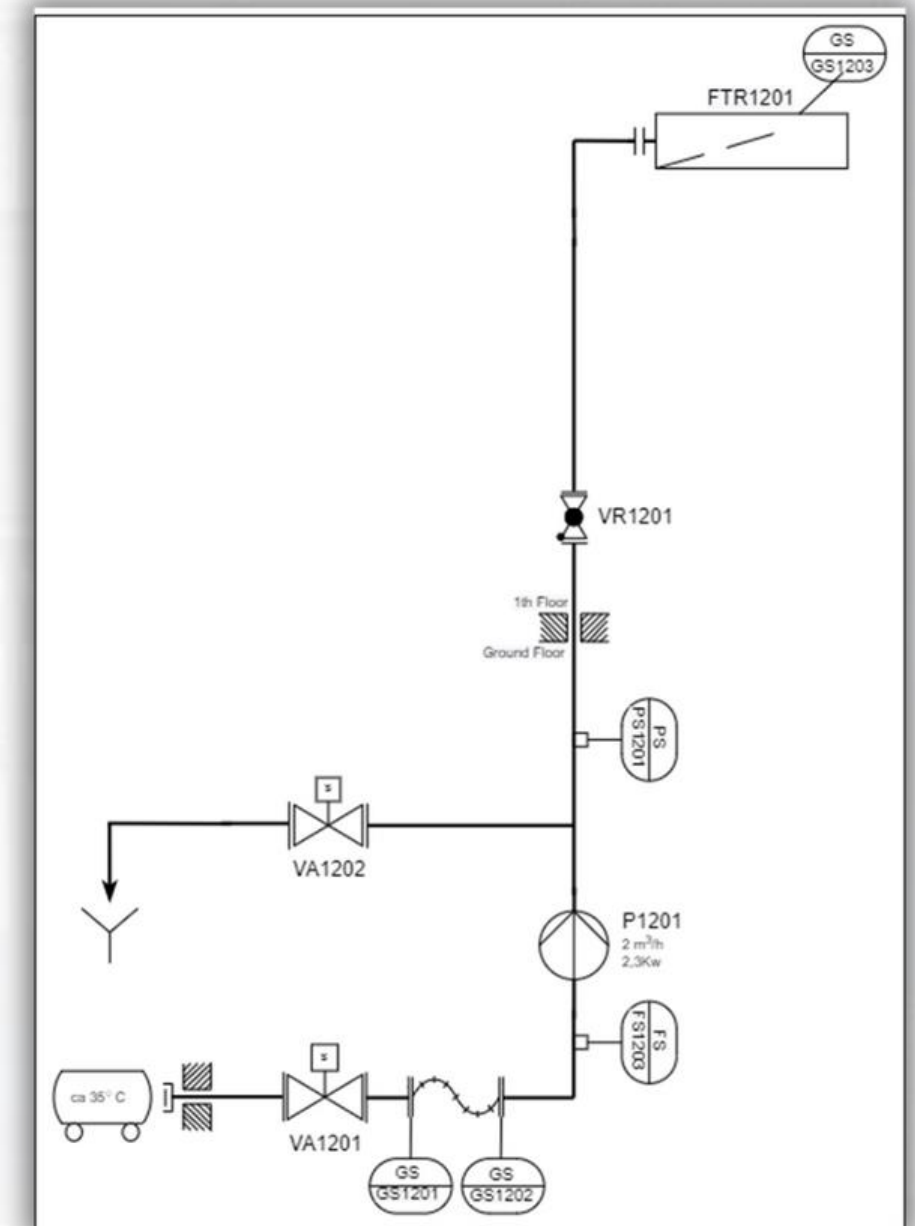 GS
GS1203
FTR1201
VR1201
1th Floor
Ground Floor
PS
PS1201
s
VA1202
P1201
2 m³/h
2,3Kw
FS
FS1203
s
ca 35° C
VA1201
GS
GS1201
GS
GS1202